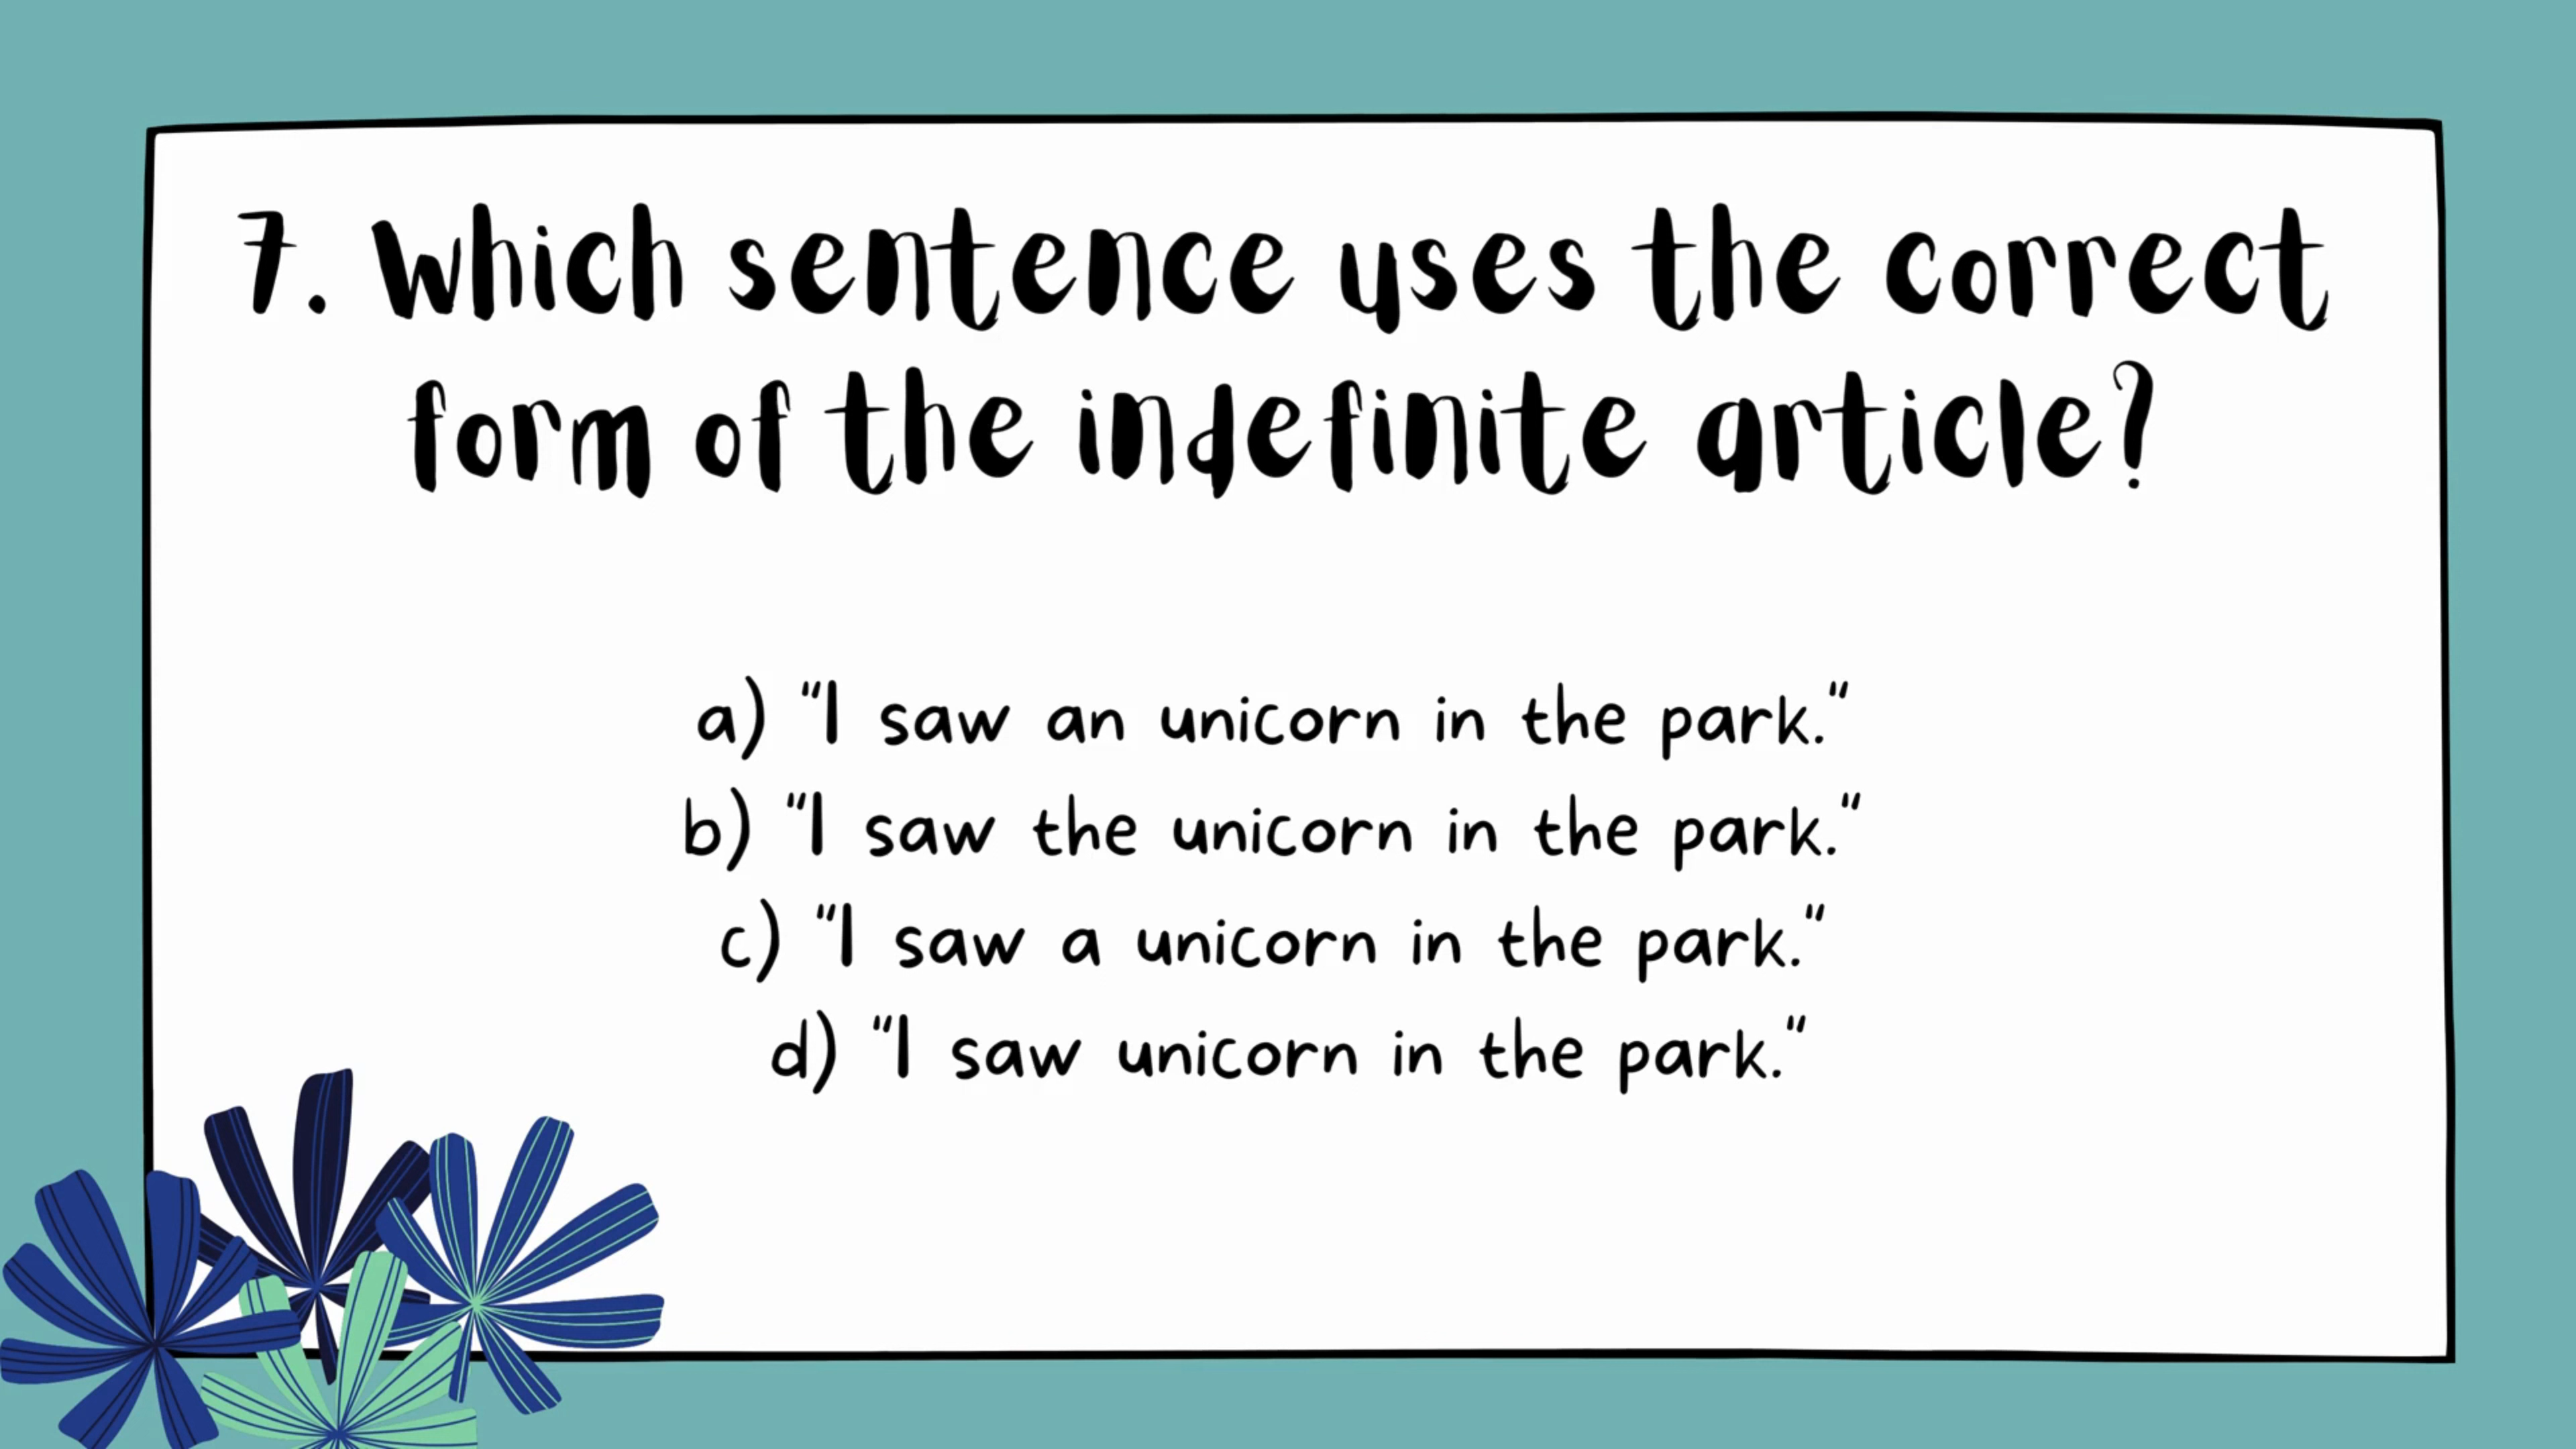 7. Which sentence uses the correct
form of the indefinite article?
a) "I saw an unicorn in the park."
b) "I saw the unicorn in the park."
c) "I saw a unicorn in the park."
d) "I saw unicorn in the park."